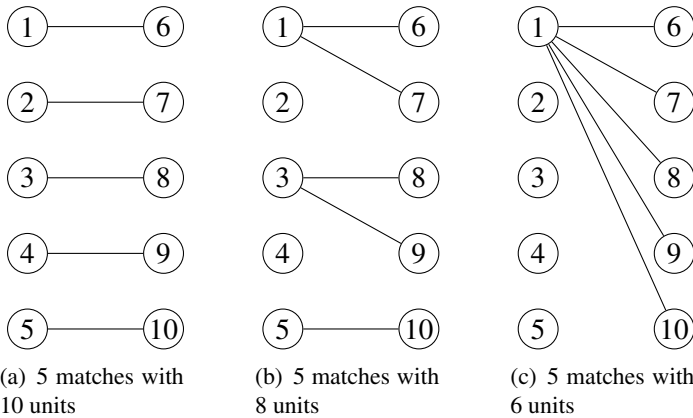 1 6 1 6 1 6
2 7 2 7 2 7
3 8 3 8 3 8
4 9 4 9 4 9
5 10 5 10 5 10
(a) 5 matches with
10 units
(b) 5 matches with
8 units
(c) 5 matches with
6 units